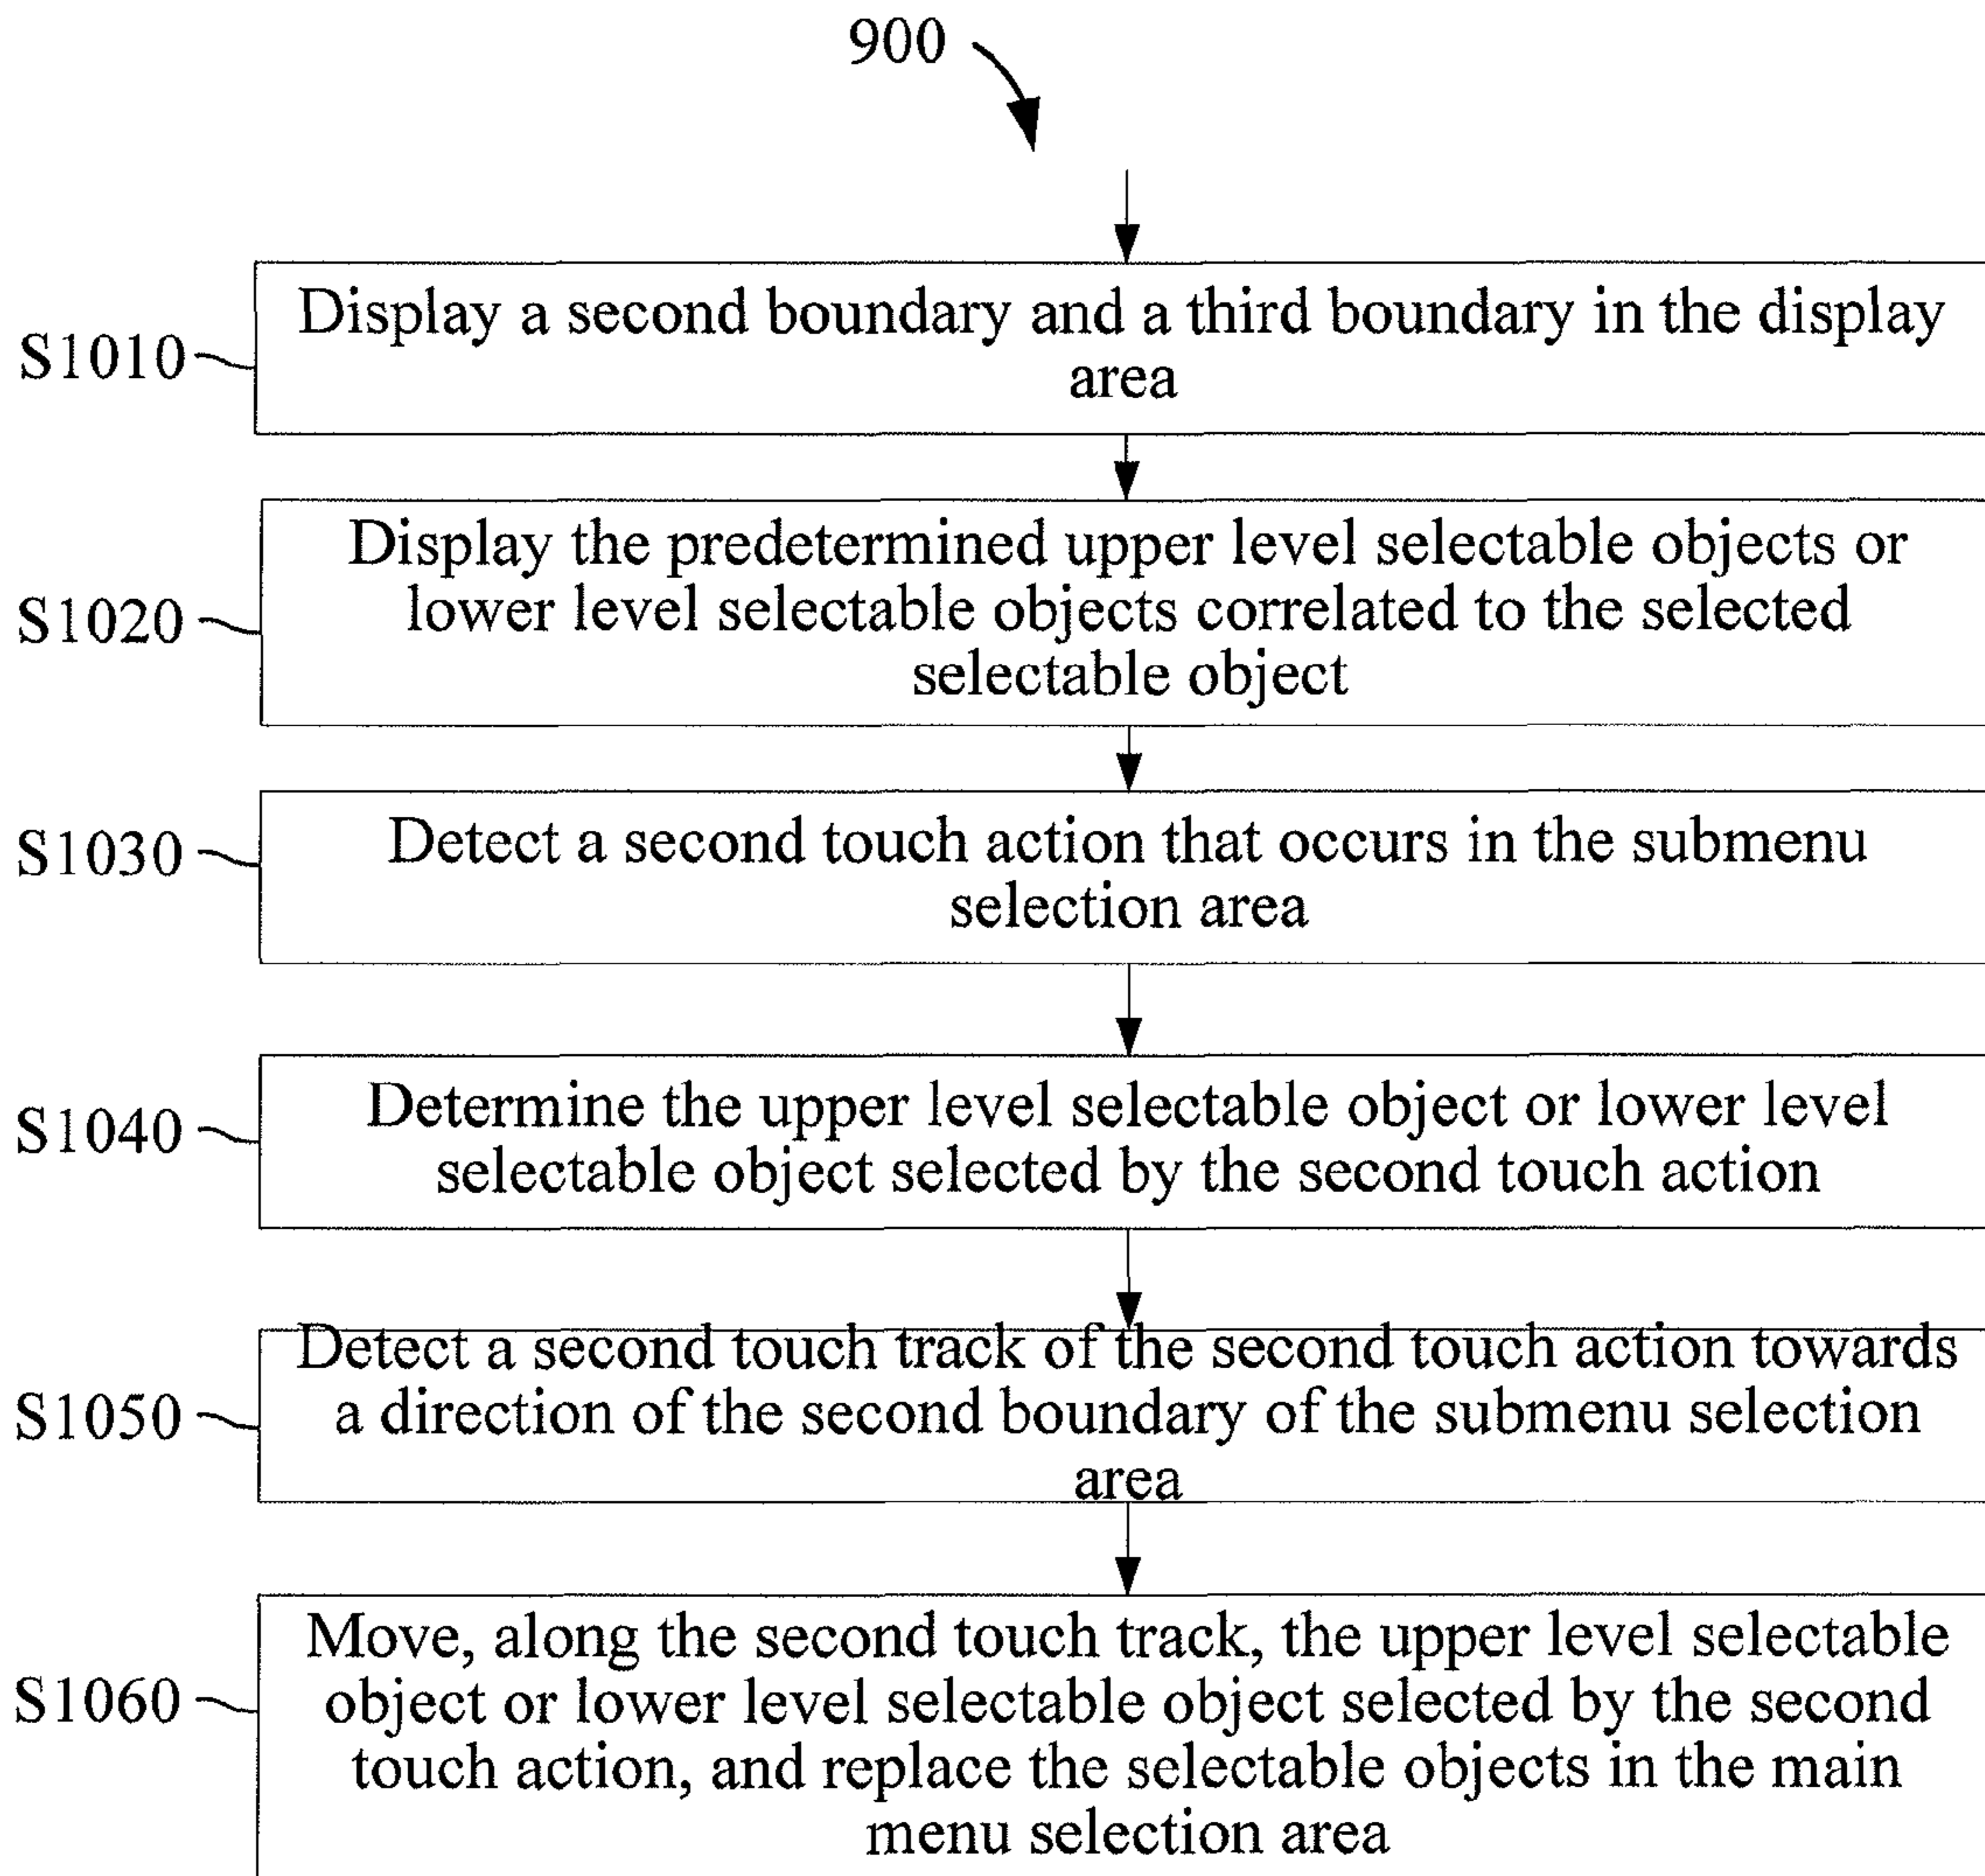 900
S1010
Display a second boundary and a third boundary in the display
area
S1020
Display the predetermined upper level selectable objects or
lower level selectable objects correlated to the selected
selectable object
S1030
Detect a second touch action that occurs in the submenu
selection area
S1040
Determine the upper level selectable object or lower level
selectable object selected by the second touch action
S1050
Detect a second touch track of the second touch action towards
a direction of the second boundary of the submenu selection
area
S1060
Move, along the second touch track, the upper level selectable
object or lower level selectable object selected by the second
touch action, and replace the selectable objects in the main
menu selection area